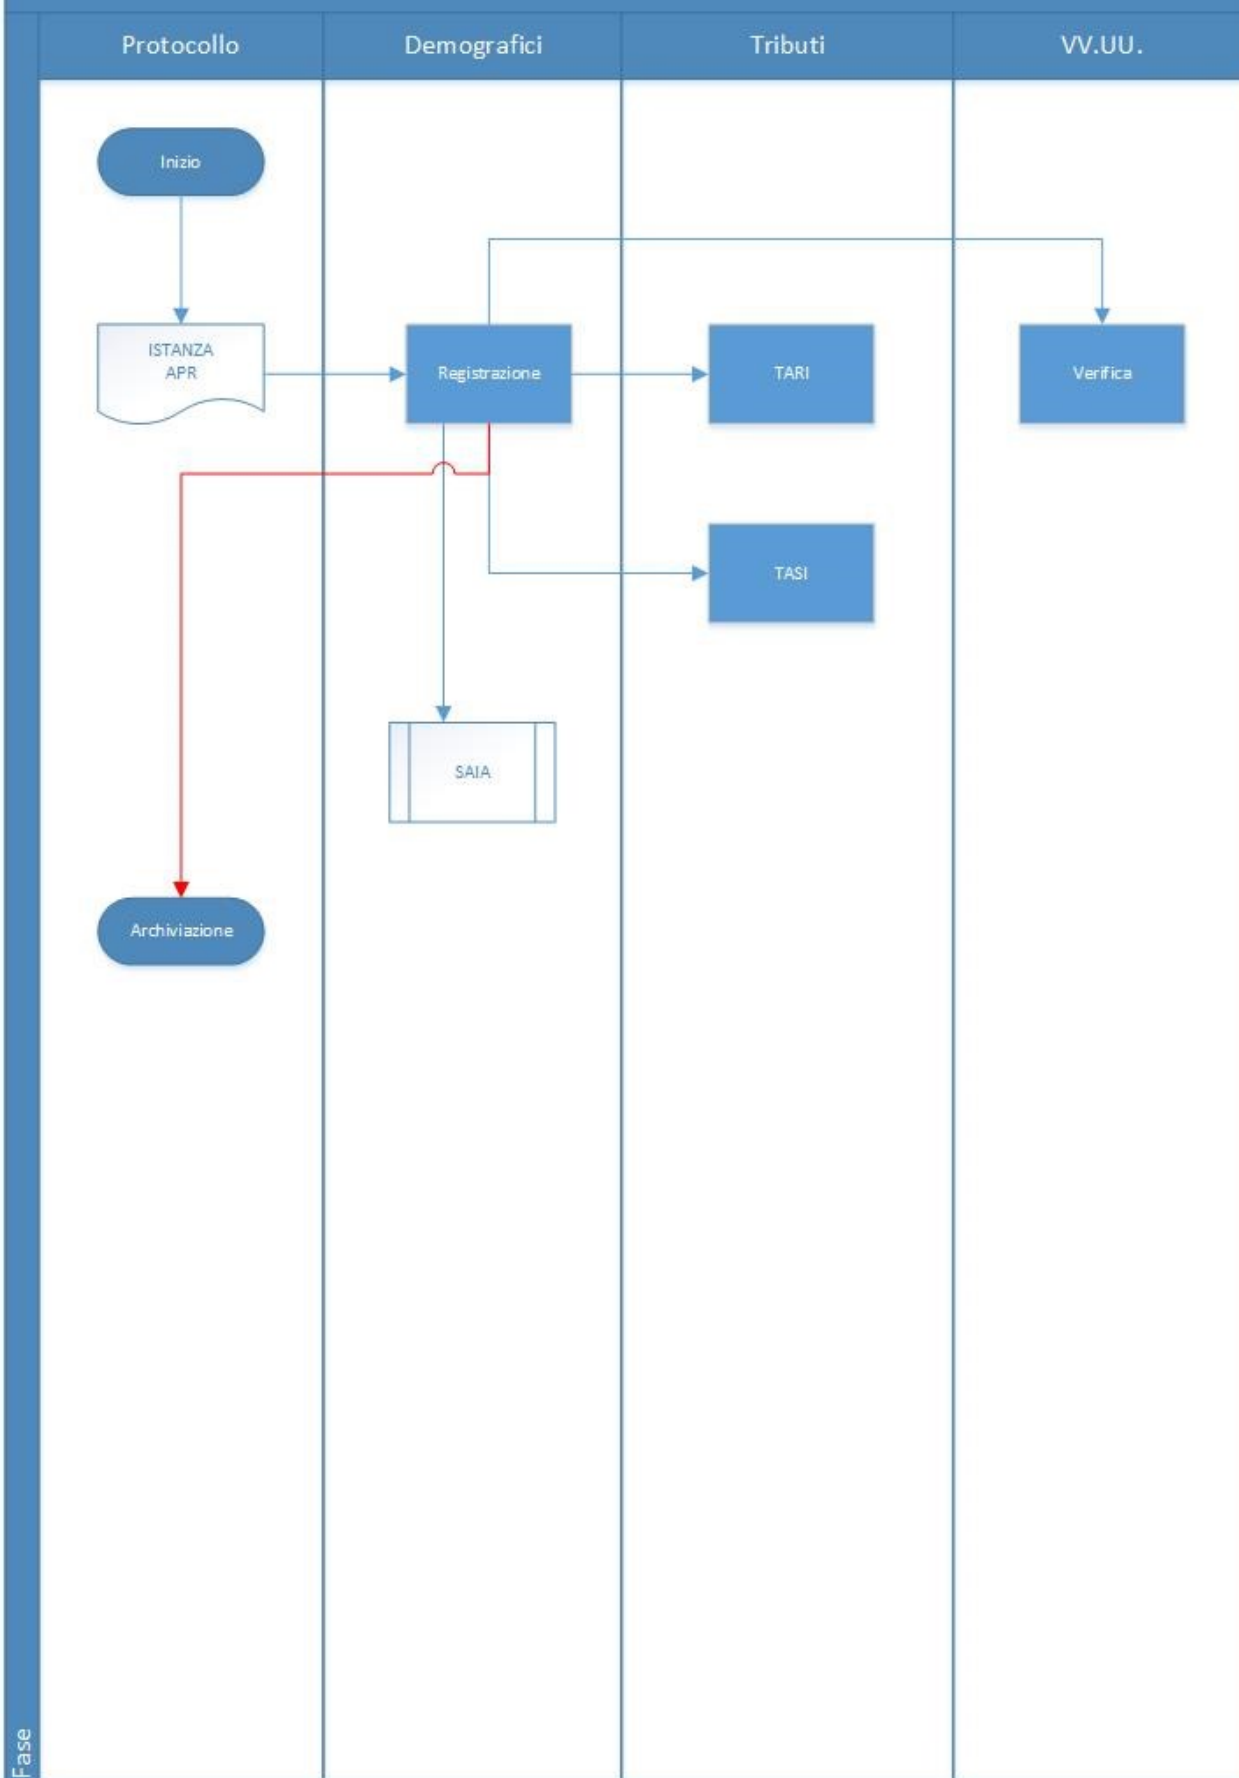 Protocollo
Demografici
Tributi
VV.UU.
Inizio
ISTANZA
APR
Registrazione
TARI
Verifica
TASI
SAIA
Archiviazione
Fase